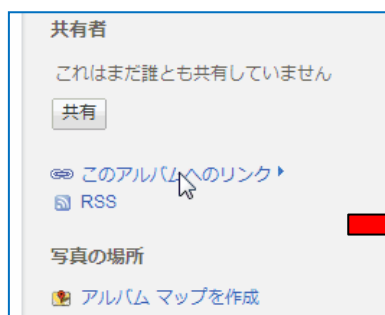 共有者
これはまだ誰とも共有していません
共有
このアルバムへのリンク
RSS
写真の場所
アルバム マップを作成